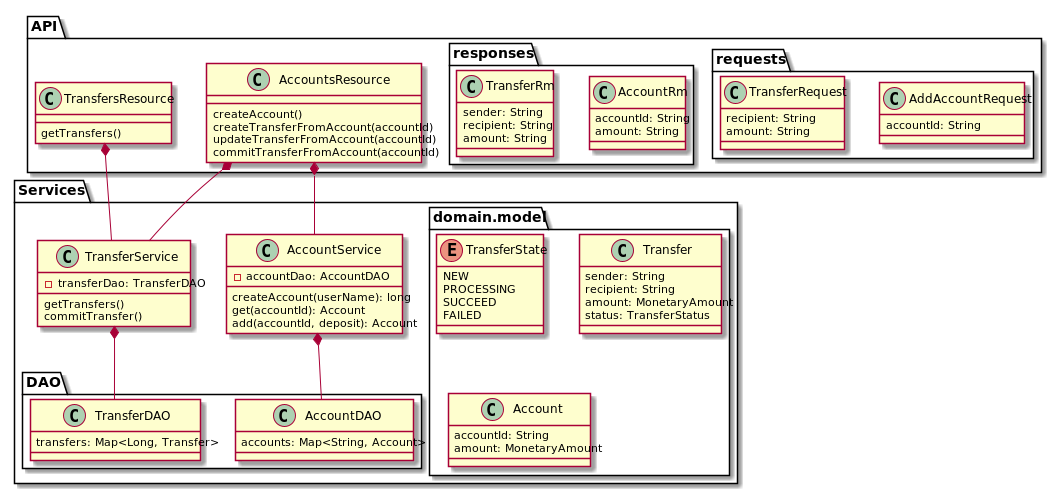 API
TransfersResource
getTransfers()
AccountsResource
createAccount()
createTransferFromAccount(accountId)
updateTransferFromAccount(accountId)
commitTransferFromAccount(accountId)
responses
TransferRm
sender: String
recipient: String
amount: String
AccountRm
accountId: String
amount: String
requests
TransferRequest
recipient: String
amount: String
AddAccountRequest
accountId: String
Services
TransferService
transferDao: TransferDAO
getTransfers()
commitTransfer()
AccountService
accountDao: AccountDAO
createAccount(userName): long
get(accountId): Account
add(accountId, deposit): Account
domain.model
TransferState
NEW
PROCESSING
SUCCEED
FAILED
Transfer
sender: String
recipient: String
amount: MonetaryAmount
status: TransferStatus
Account
accountId: String
amount: MonetaryAmount
DAO
TransferDAO
transfers: Map<Long, Transfer>
AccountDAO
accounts: Map<String, Account>